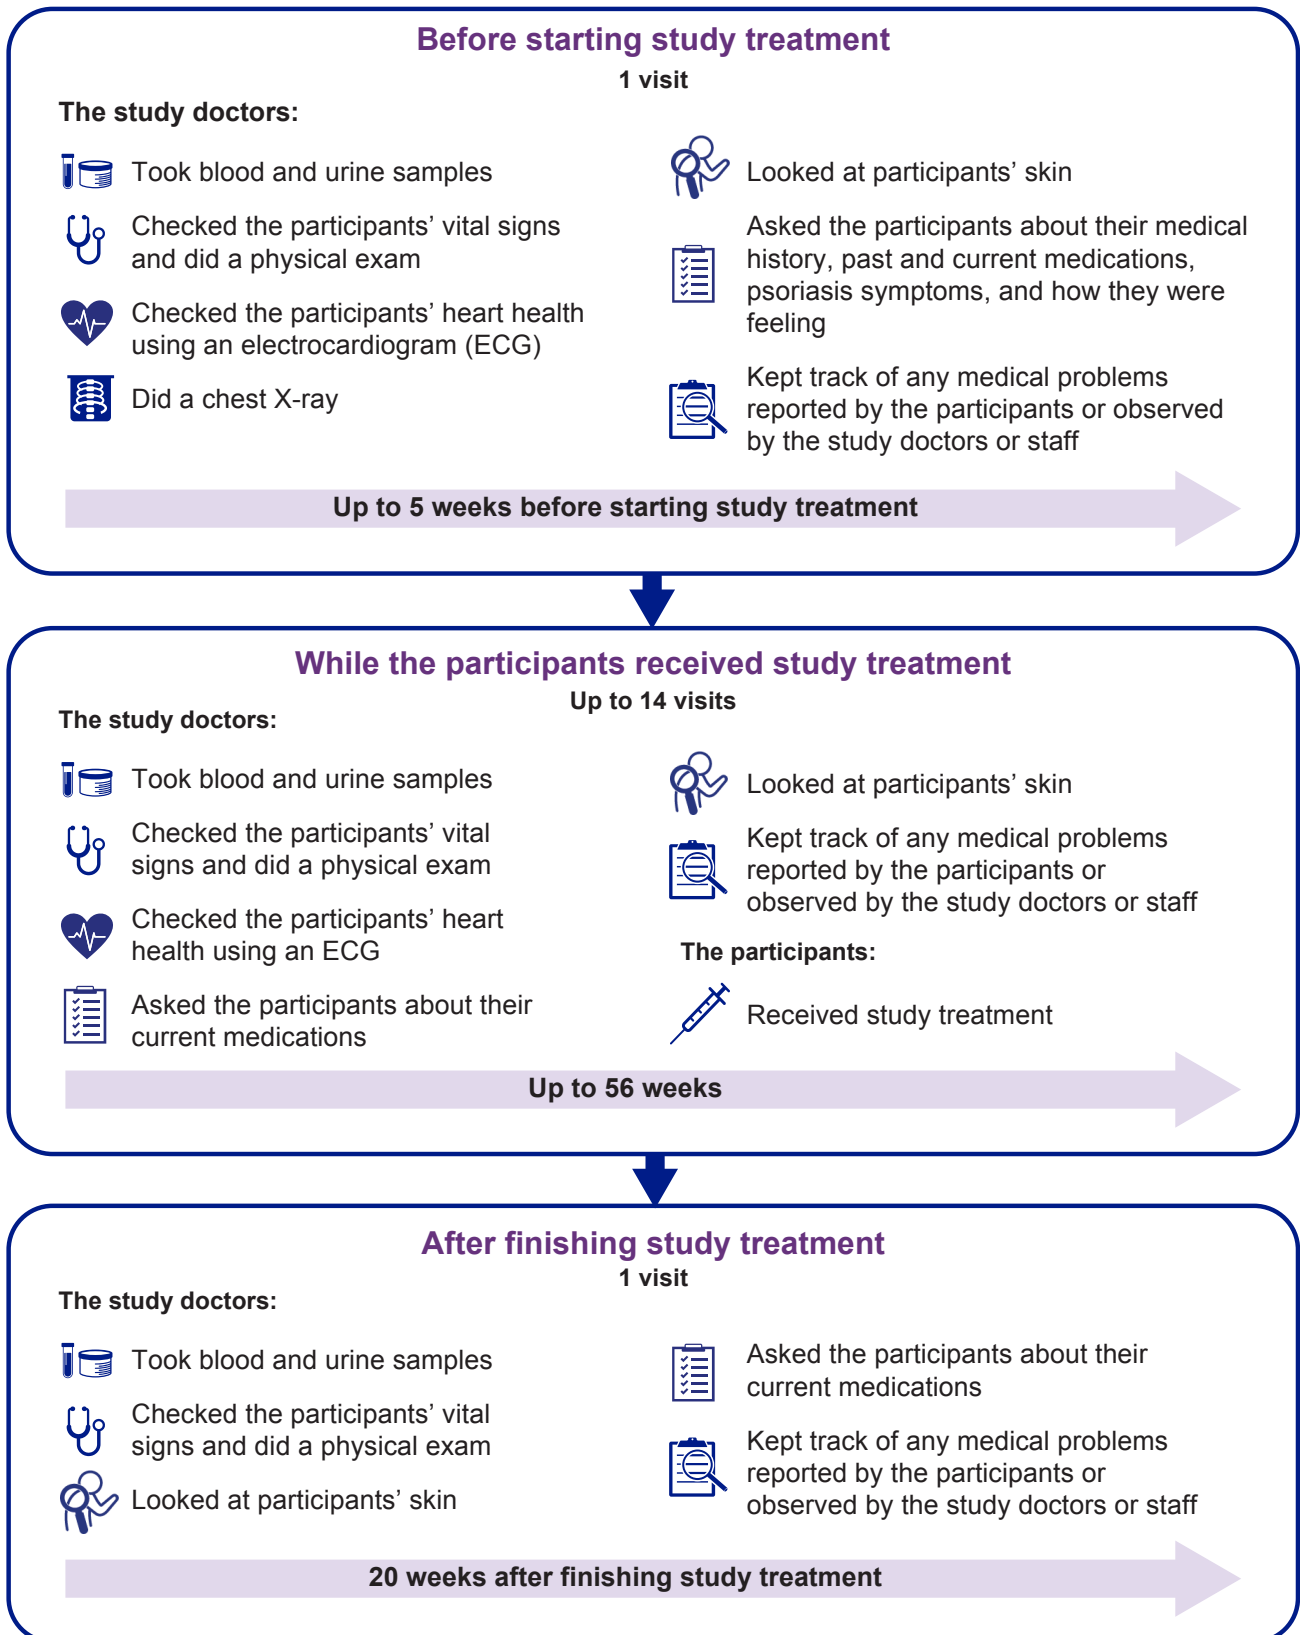 Before starting study treatment
1 visit
The study doctors:
Took blood and urine samples
Checked the participants’ vital signs
and did a physical exam
Checked the participants’ heart health
using an electrocardiogram (ECG)
Did a chest X-ray
Looked at participants’ skin
Asked the participants about their medical
history, past and current medications,
psoriasis symptoms, and how they were
feeling
Kept track of any medical problems
reported by the participants or observed
by the study doctors or staff
Up to 5 weeks before starting study treatment
While the participants received study treatment
Up to 14 visits
The study doctors:
Took blood and urine samples
Checked the participants’ vital
signs and did a physical exam
Checked the participants’ heart
health using an ECG
Asked the participants about their
current medications
Looked at participants’ skin
Kept track of any medical problems
reported by the participants or
observed by the study doctors or staff
The participants:
Received study treatment
Up to 56 weeks
After finishing study treatment
1 visit
The study doctors:
Took blood and urine samples
Checked the participants’ vital
signs and did a physical exam
Looked at participants’ skin
Asked the participants about their
current medications
Kept track of any medical problems
reported by the participants or
observed by the study doctors or staff
20 weeks after finishing study treatment